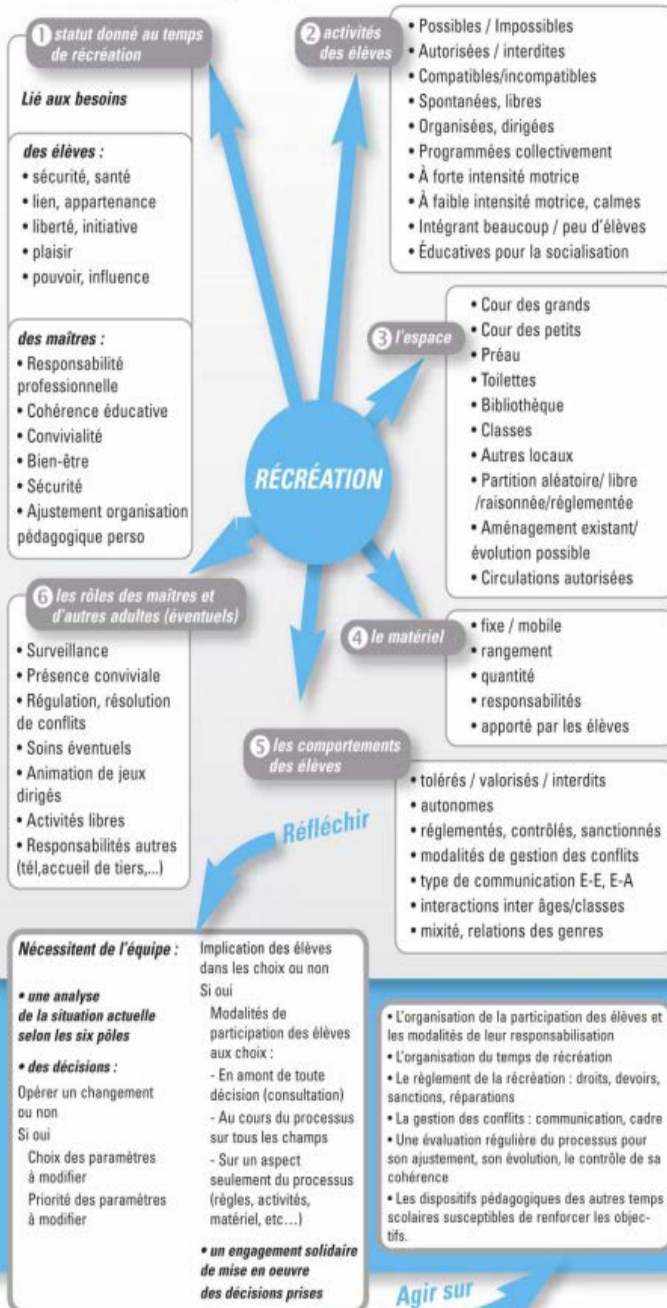 1 statut donné au temps
de récréation
Lié aux besoins
des élèves :
• sécurité, santé
• lien, appartenance
• liberté, initiative
• plaisir
• pouvoir, influence
des maîtres :
• Responsabilité
professionnelle
• Cohérence éducative
• Convivialité
• Bien-être
• Sécurité
• Ajustement organisation
pédagogique perso
2 activités
des élèves
• Possibles / Impossibles
• Autorisées / interdites
• Compatibles/incompatibles
• Spontanées, libres
• Organisées, dirigées
• Programmées collectivement
• À forte intensité motrice
• À faible intensité motrice, calmes
• Intégrant beaucoup / peu d'élèves
• Éducatives pour la socialisation
3 l'espace
• Cour des grands
• Cour des petits
• Préau
• Toilettes
• Bibliothèque
• Classes
• Autres locaux
• Partition aléatoire/ libre
/raisonnée/réglementée
• Aménagement existant/
évolution possible
• Circulations autorisées
RÉCRÉATION
4 le matériel
• fixe / mobile
• rangement
• quantité
• responsabilités
• apporté par les élèves
5 les comportements
des élèves
• tolérés / valorisés / interdits
• autonomes
• réglementés, contrôlés, sanctionnés
• modalités de gestion des conflits
• type de communication E-E, E-A
• interactions inter âges/classes
• mixité, relations des genres
6 les rôles des maîtres et
d'autres adultes (éventuels)
• Surveillance
• Présence conviviale
• Régulation, résolution
de conflits
• Soins éventuels
• Animation de jeux
dirigés
• Activités libres
• Responsabilités autres
(tél,accueil de tiers,...)
Réfléchir
Nécessitent de l'équipe :
• une analyse
de la situation actuelle
selon les six pôles
• des décisions :
Opérer un changement
ou non
Si oui
Choix des paramètres
à modifier
Priorité des paramètres
à modifier
Implication des élèves
dans les choix ou non
Si oui
Modalités de
participation des élèves
aux choix :
- En amont de toute
décision (consultation)
- Au cours du processus
sur tous les champs
- Sur un aspect
seulement du processus
(règles, activités,
matériel, etc…)
• un engagement solidaire
de mise en oeuvre
des décisions prises
• L'organisation de la participation des élèves et
les modalités de leur responsabilisation
• L'organisation du temps de récréation
• Le règlement de la récréation : droits, devoirs,
sanctions, réparations
• La gestion des conflits : communication, cadre
• Une évaluation régulière du processus pour
son ajustement, son évolution, le contrôle de sa
cohérence
• Les dispositifs pédagogiques des autres temps
scolaires susceptibles de renforcer les objec-
tifs.
Agir sur